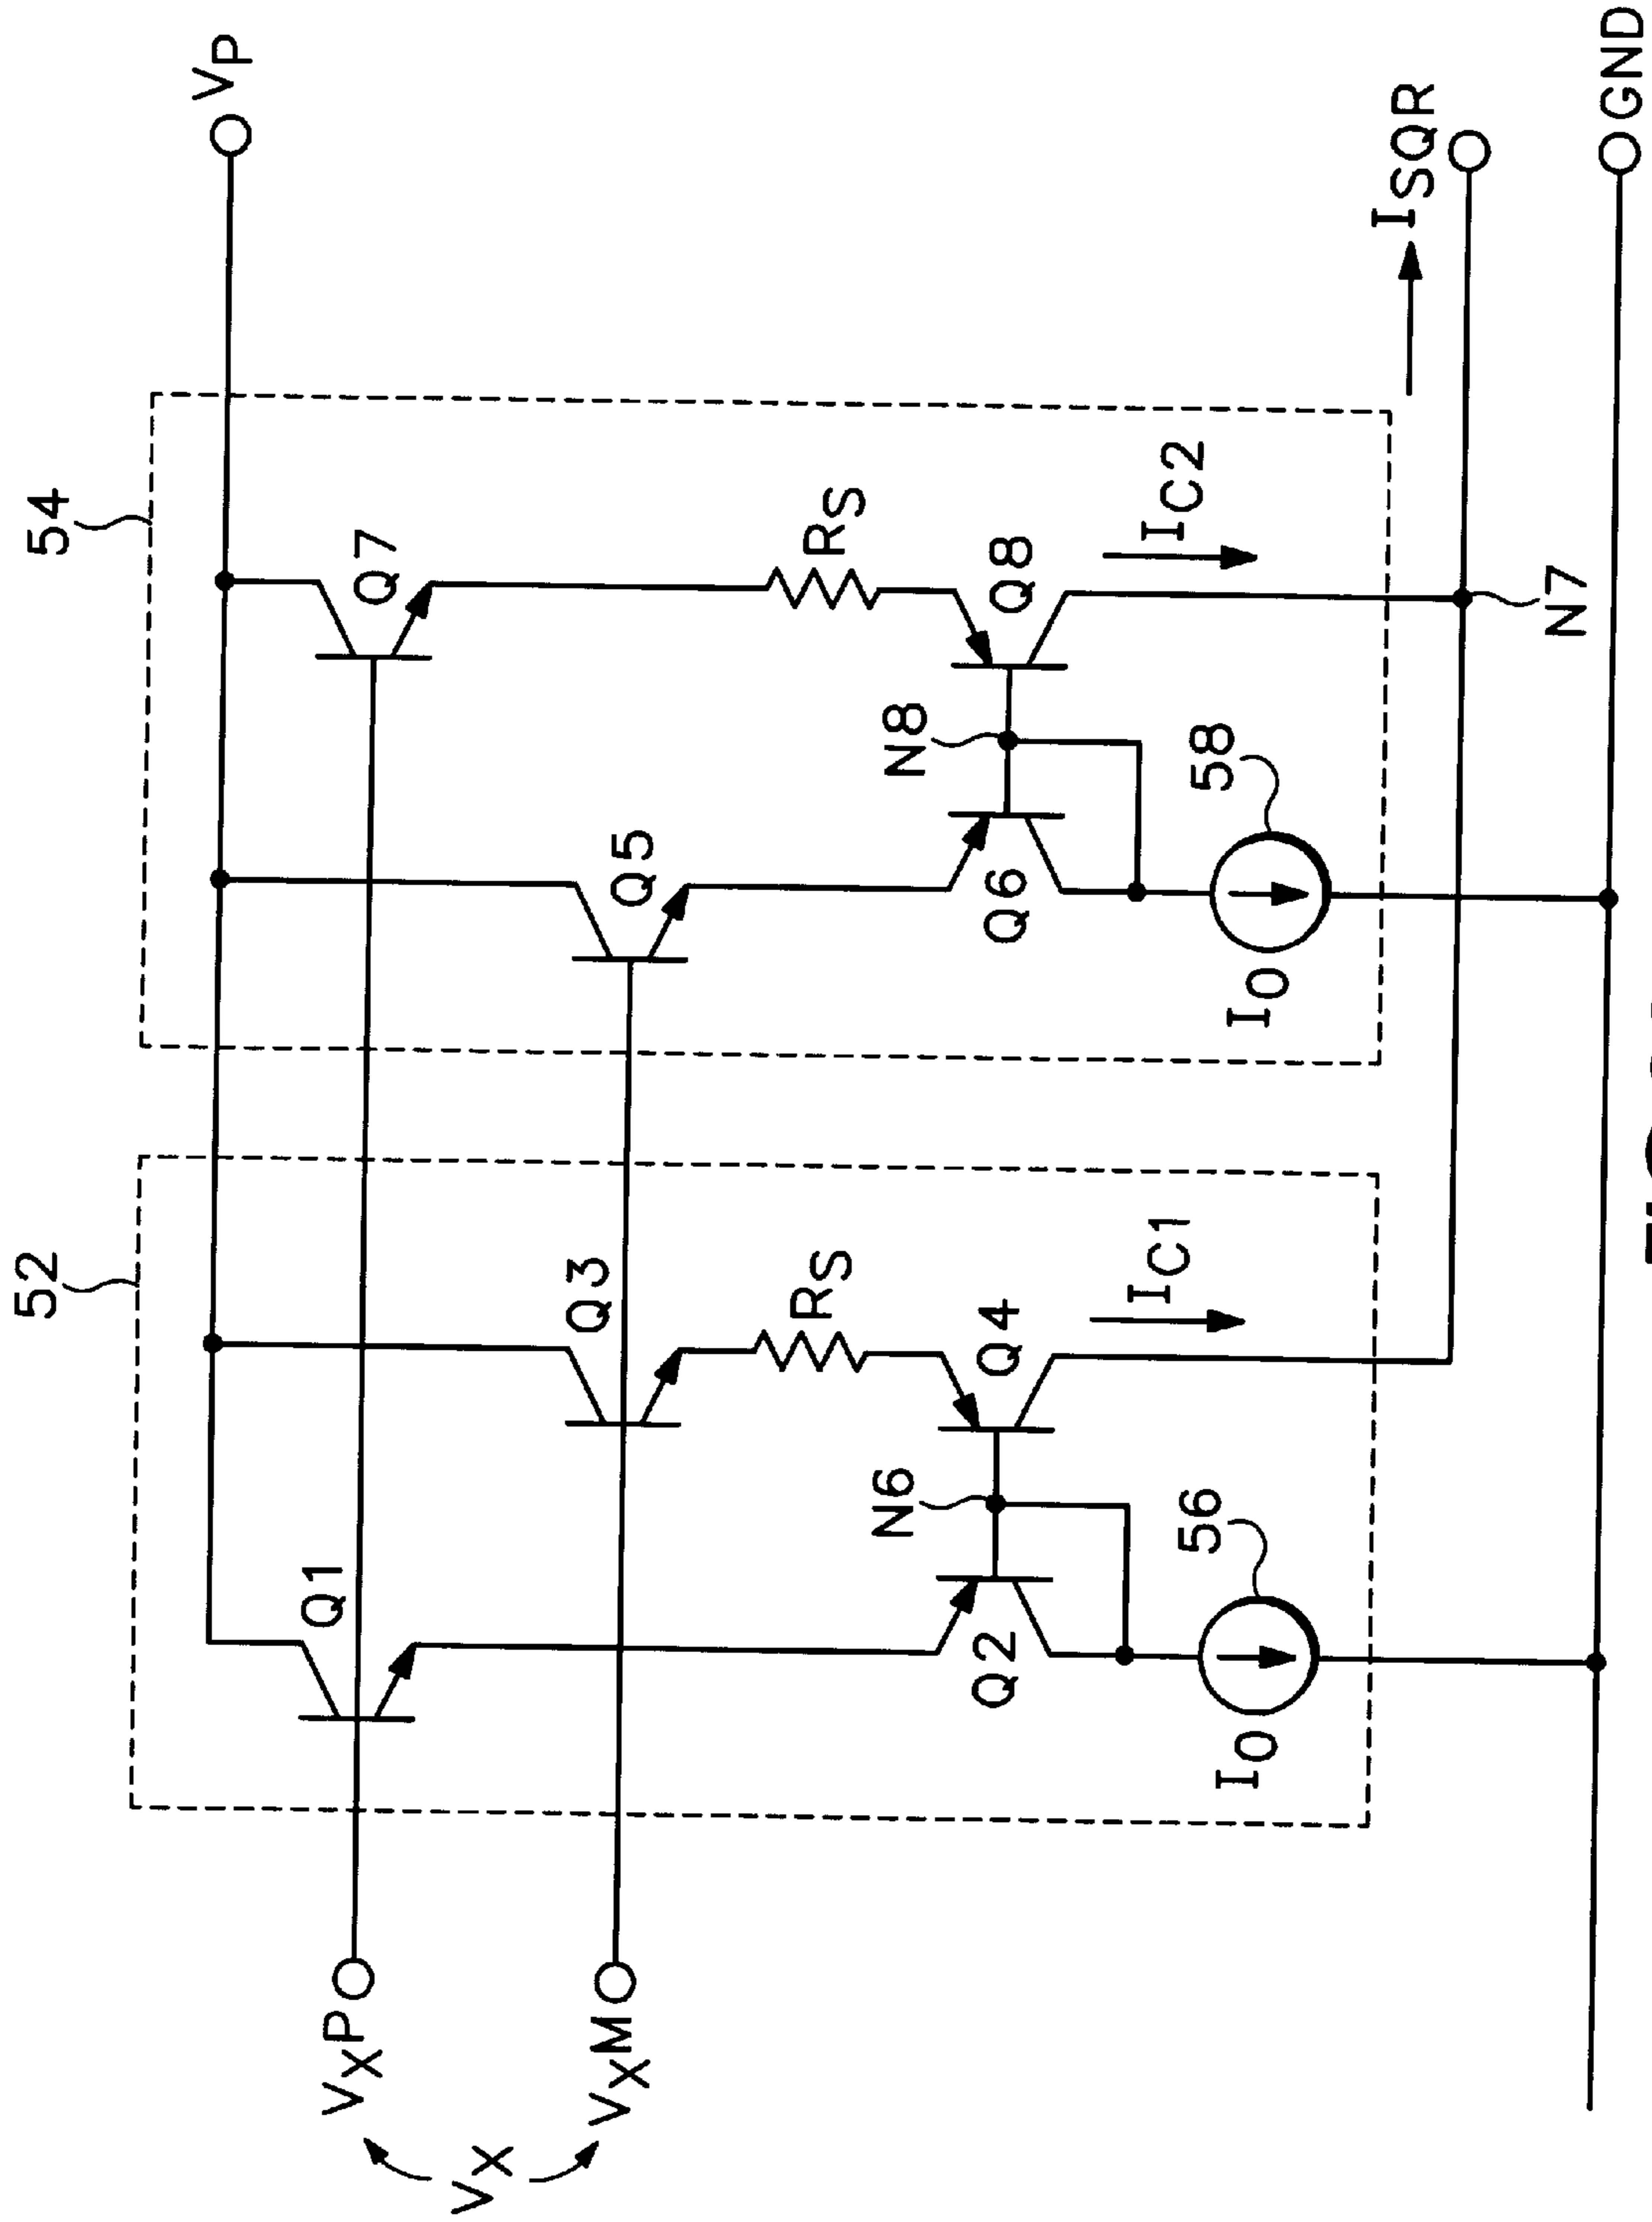 54
52
VP
Q7
Q5
Q3
Q1
RS
RS
N8
Q8
IC2
Q6
58
IO
N6
Q4
IC1
Q2
56
IO
N7
ISQR
GND
VXP
VX
VXM